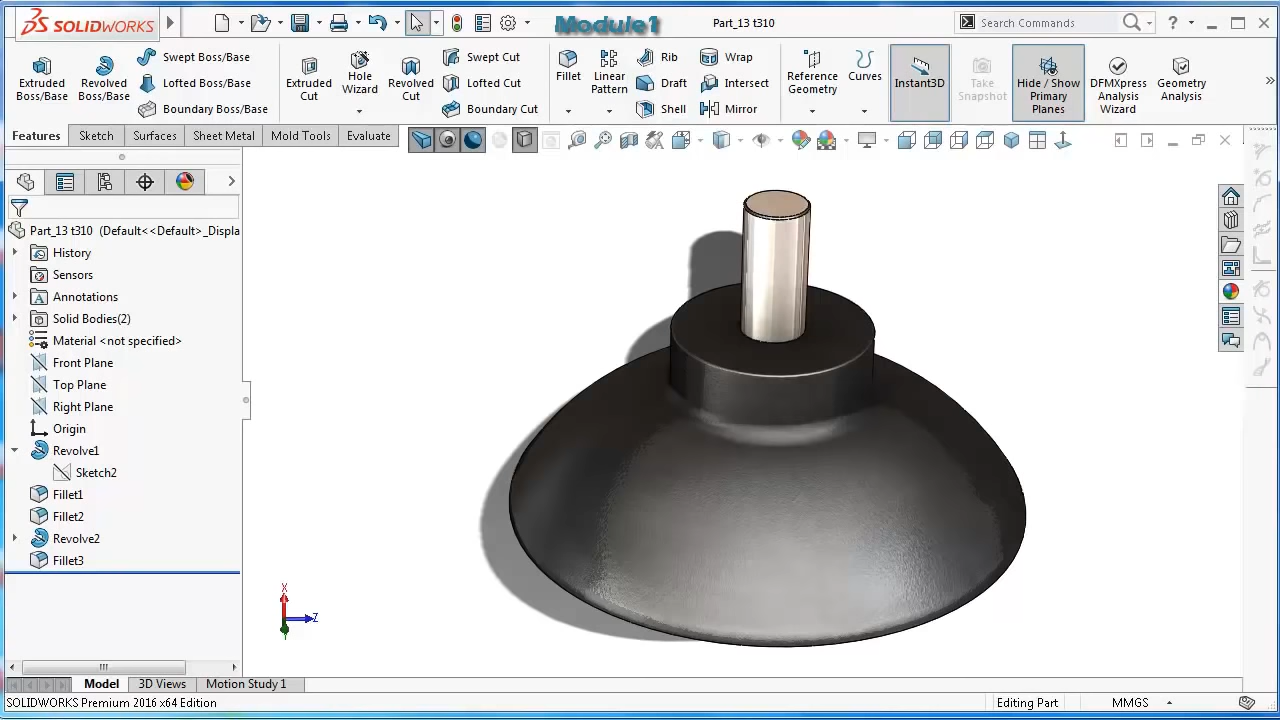 SOLIDWORKS
Module1
Part_13 t310
Search Commands
?
Extruded Boss/Base
Revolved Boss/Base
Swept Boss/Base
Lofted Boss/Base
Boundary Boss/Base
Extruded Cut
Hole Wizard
Revolved Cut
Swept Cut
Lofted Cut
Boundary Cut
Fillet
Linear Pattern
Rib
Draft
Shell
Wrap
Intersect
Mirror
Reference Geometry
Curves
Instant3D
Take Snapshot
Hide / Show Primary Planes
DFMXpress Analysis Wizard
Geometry Analysis
Features
Sketch
Surfaces
Sheet Metal
Mold Tools
Evaluate
Part_13 t310 (Default<<Default>_Displa
History
Sensors
Annotations
Solid Bodies(2)
Material <not specified>
Front Plane
Top Plane
Right Plane
Origin
Revolve1
Sketch2
Fillet1
Fillet2
Revolve2
Fillet3
X
Z
Model
3D Views
Motion Study 1
SOLIDWORKS Premium 2016 x64 Edition
Editing Part
MMGS